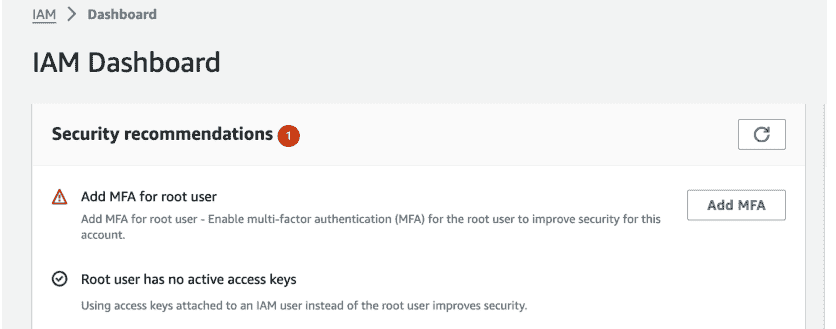 IAM > Dashboard
IAM Dashboard
Security recommendations 1
Add MFA for root user
Add MFA for root user - Enable multi-factor authentication (MFA) for the root user to improve security for this
account.
Add MFA
Root user has no active access keys
Using access keys attached to an IAM user instead of the root user improves security.